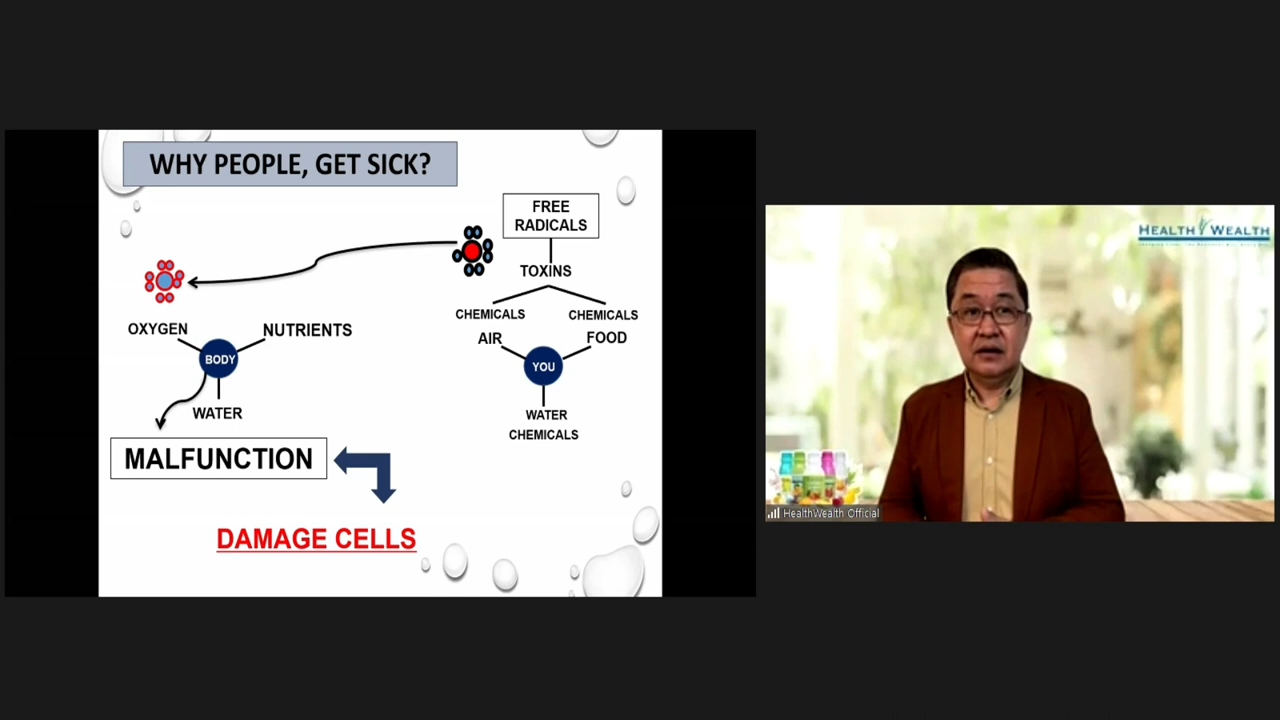 WHY PEOPLE, GET SICK?
FREE
RADICALS
TOXINS
CHEMICALS
CHEMICALS
AIR
FOOD
YOU
WATER
CHEMICALS
OXYGEN
NUTRIENTS
BODY
WATER
MALFUNCTION
DAMAGE CELLS
HEALTH WEALTH
HealthWealth Official